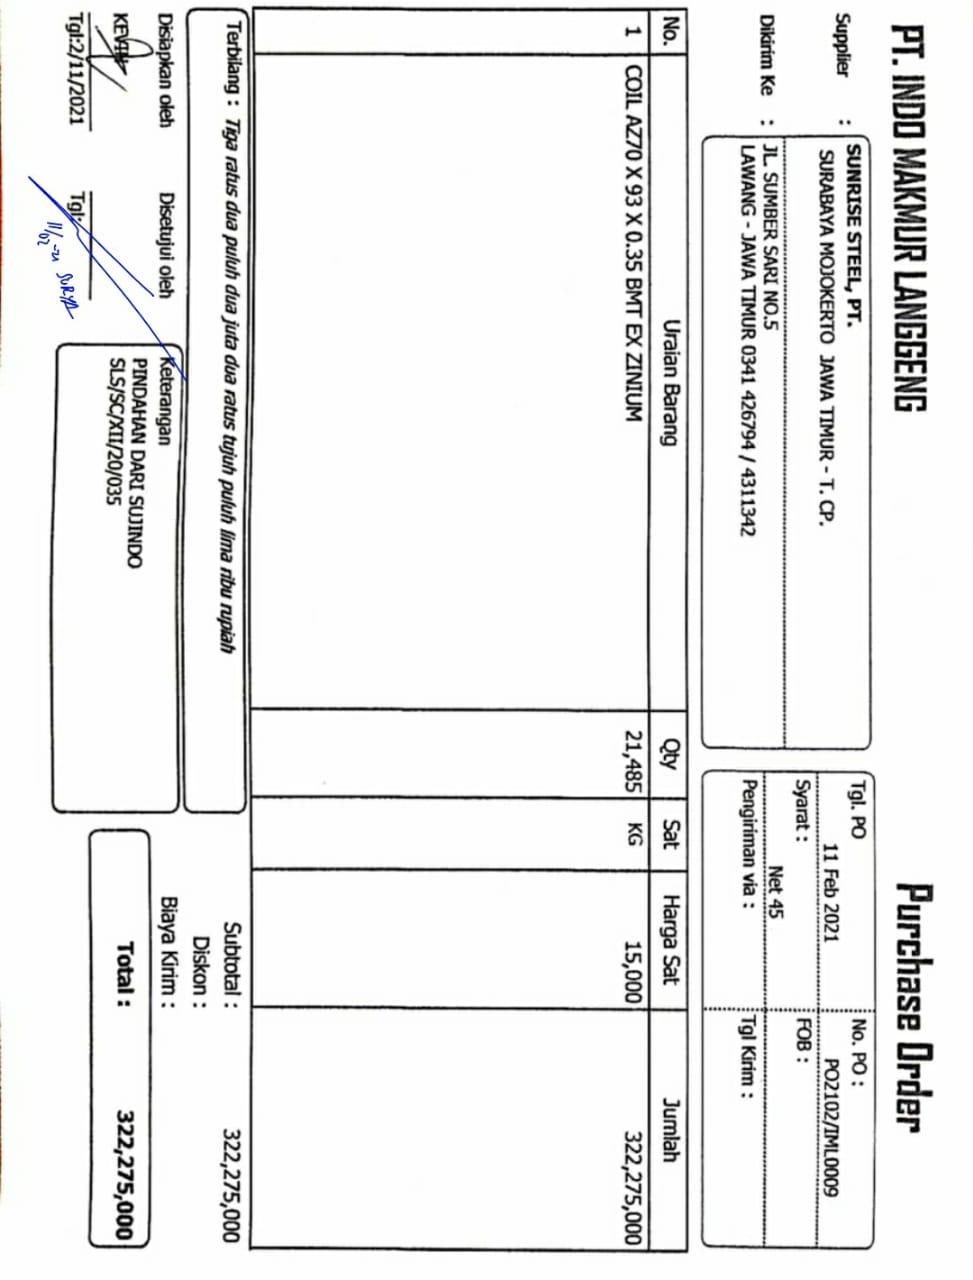 PT. INDO MAKMUR LANGGENG
Purchase Order
Supplier : SUNRISE STEEL, PT.
SURABAYA MOJOKERTO JAWA TIMUR - T. CP.
Dikirim Ke : JL. SUMBER SARI NO.5
LAWANG - JAWA TIMUR 0341 426794 / 4311342
Tgl. PO
11 Feb 2021
No. PO :
PO2102/IML0009
Syarat :
Net 45
FOB :
Pengiriman via :
Tgl Kirim :
No. Uraian Barang Qty Sat Harga Sat Jumlah
1 COIL AZ70 X 93 X 0.35 BMT EX ZINIUM 21,485 KG 15,000 322,275,000
Terbilang : Tiga ratus dua puluh dua juta dua ratus tujuh puluh lima ribu rupiah
Subtotal : 322,275,000
Diskon :
Biaya Kirim :
Total : 322,275,000
Disiapkan oleh
KEVIN
Tgl:2/11/2021
Disetujui oleh
Tgl:
11/02 -21 SURYA
Keterangan
PINDAHAN DARI SUJINDO
SLS/SC/XII/20/035